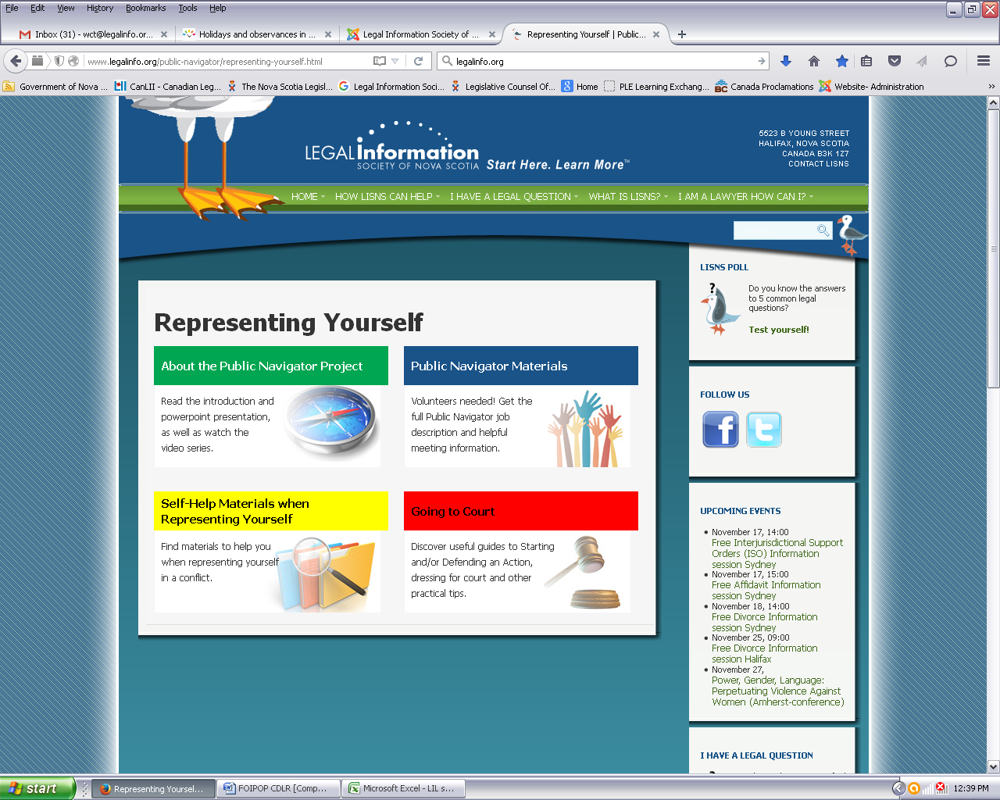 File Edit View History Bookmarks Tools Help
Inbox (31) - wct@legalinfo.or... Holidays and observances in ... Legal Information Society of ... Representing Yourself | Public...
www.legalinfo.org/public-navigator/representing-yourself.html legalinfo.org
Government of Nova ... CanLII - Canadian Leg... The Nova Scotia Legisl... Legal Information Soci... Legislative Counsel Of... Home PLE Learning Exchang... Canada Proclamations Website- Administration
LEGAL Information
SOCIETY OF NOVA SCOTIA Start Here. Learn More™
5523 B YOUNG STREET
HALIFAX, NOVA SCOTIA
CANADA B3K 1Z7
CONTACT LISNS
HOME HOW LISNS CAN HELP I HAVE A LEGAL QUESTION WHAT IS LISNS? I AM A LAWYER HOW CAN I?
Representing Yourself
About the Public Navigator Project
Read the introduction and
powerpoint presentation,
as well as watch the
video series.
Public Navigator Materials
Volunteers needed! Get the
full Public Navigator job
description and helpful
meeting information.
Self-Help Materials when
Representing Yourself
Find materials to help you
when representing yourself
in a conflict.
Going to Court
Discover useful guides to Starting
and/or Defending an Action,
dressing for court and other
practical tips.
LISNS POLL
Do you know the answers
to 5 common legal
questions?
Test yourself!
FOLLOW US
UPCOMING EVENTS
November 17, 14:00
Free Interjurisdictional Support
Orders (ISO) Information
session Sydney
November 17, 15:00
Free Affidavit Information
session Sydney
November 18, 14:00
Free Divorce Information
session Sydney
November 25, 09:00
Free Divorce Information
session Halifax
November 27,
Power, Gender, Language:
Perpetuating Violence Against
Women (Amherst-conference)
I HAVE A LEGAL QUESTION
start Representing Yoursel... FOIPOP CDLR [Comp... Microsoft Excel - LIL s... 12:39 PM